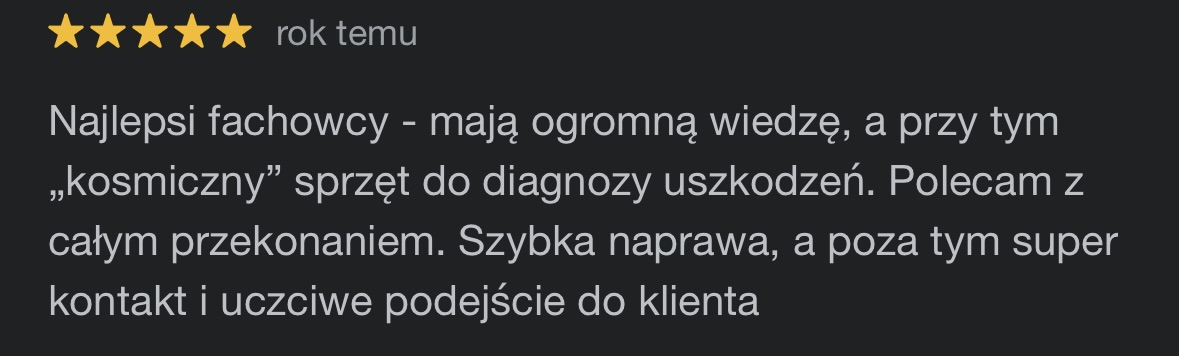 rok temu
Najlepsi fachowcy - mają ogromną wiedzę, a przy tym
„kosmiczny” sprzęt do diagnozy uszkodzeń. Polecam z
całym przekonaniem. Szybka naprawa, a poza tym super
kontakt i uczciwe podejście do klienta